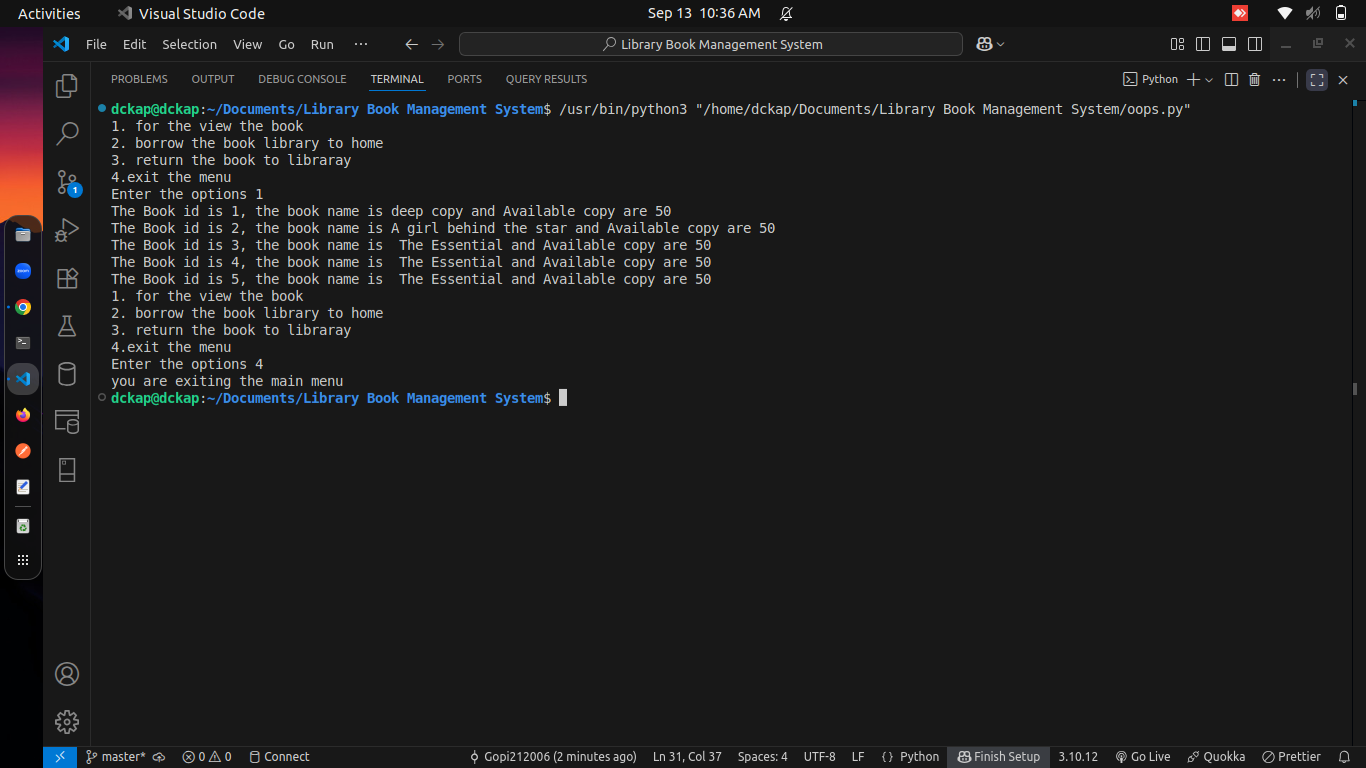 Activities Visual Studio Code Sep 13 10:36 AM
File Edit Selection View Go Run ··· Library Book Management System
PROBLEMS OUTPUT DEBUG CONSOLE TERMINAL PORTS QUERY RESULTS Python
dckap@dckap:~/Documents/Library Book Management System$ /usr/bin/python3 "/home/dckap/Documents/Library Book Management System/oops.py"
1. for the view the book
2. borrow the book library to home
3. return the book to libraray
4.exit the menu
Enter the options 1
The Book id is 1, the book name is deep copy and Available copy are 50
The Book id is 2, the book name is A girl behind the star and Available copy are 50
The Book id is 3, the book name is  The Essential and Available copy are 50
The Book id is 4, the book name is  The Essential and Available copy are 50
The Book id is 5, the book name is  The Essential and Available copy are 50
1. for the view the book
2. borrow the book library to home
3. return the book to libraray
4.exit the menu
Enter the options 4
you are exiting the main menu
dckap@dckap:~/Documents/Library Book Management System$
1
zoom
master* 0 0 Connect Gopi212006 (2 minutes ago) Ln 31, Col 37 Spaces: 4 UTF-8 LF { } Python Finish Setup 3.10.12 Go Live Quokka Prettier